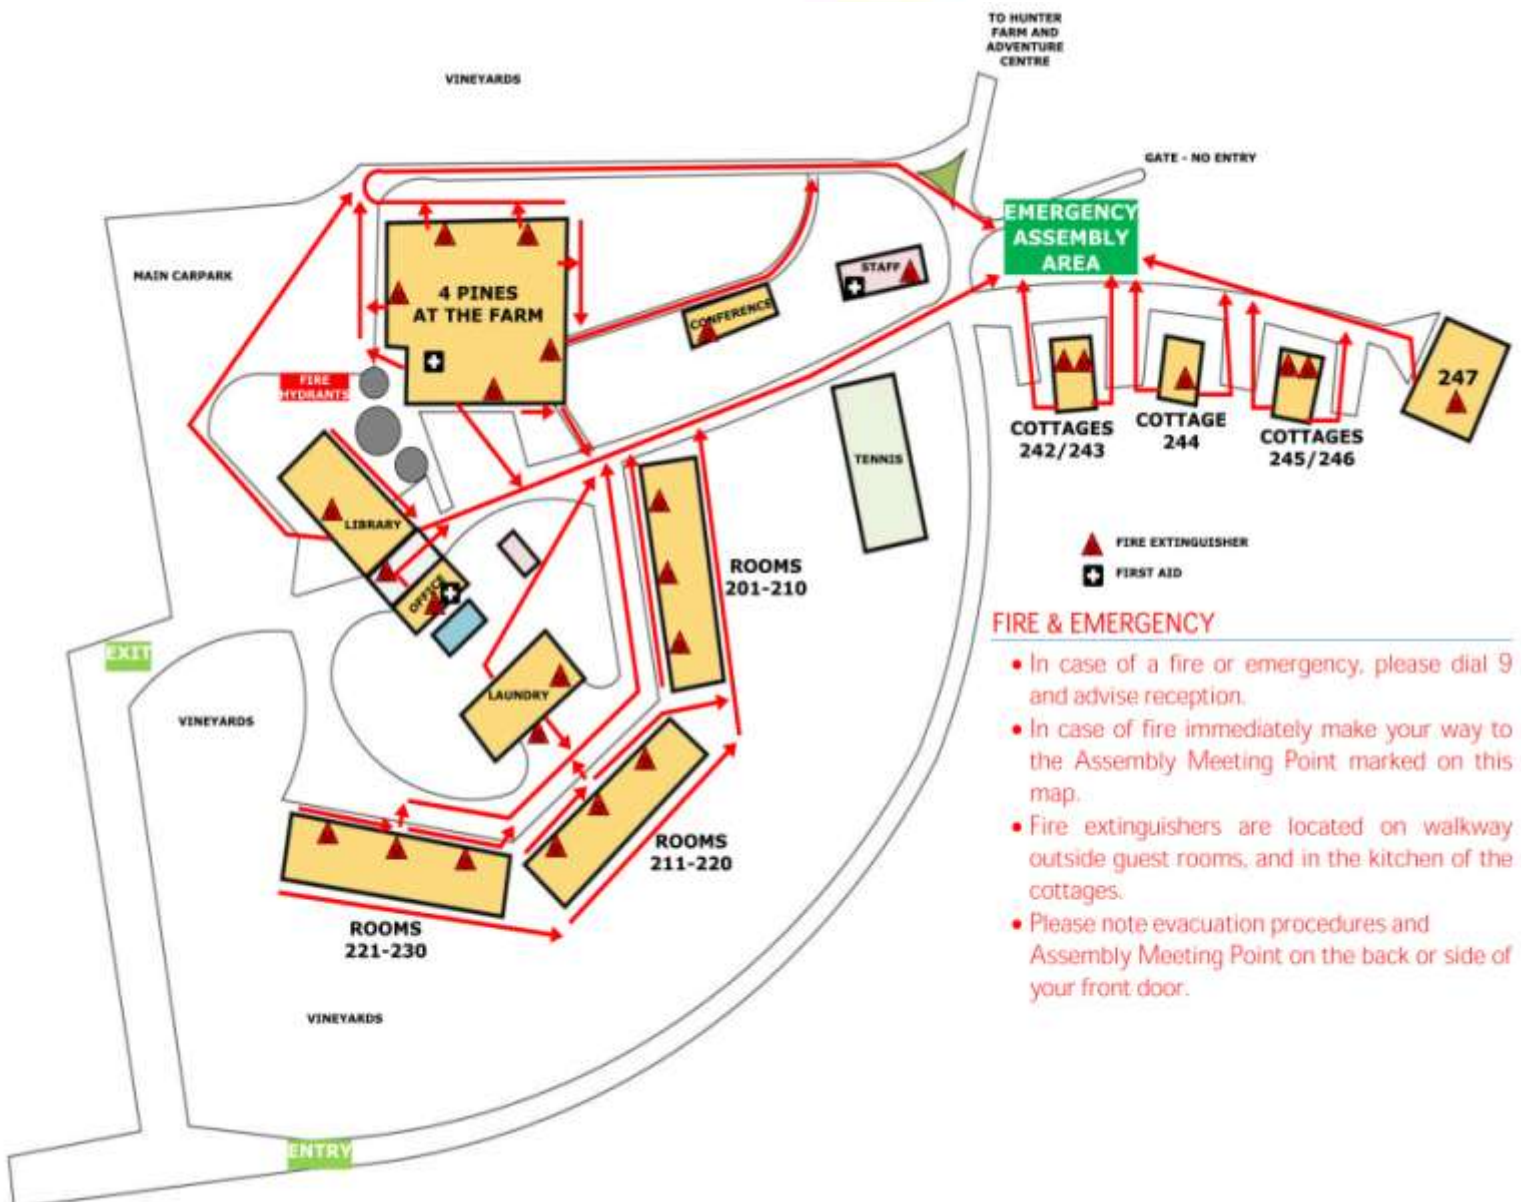 TO HUNTER
FARM AND
ADVENTURE
CENTRE
VINEYARDS
GATE - NO ENTRY
EMERGENCY
ASSEMBLY
AREA
MAIN CARPARK
4 PINES
AT THE FARM
STAFF
CONFERENCE
FIRE
HYDRANTS
247
COTTAGES
242/243
COTTAGE
244
COTTAGES
245/246
TENNIS
LIBRARY
OFFICE
ROOMS
201-210
FIRE EXTINGUISHER
FIRST AID
EXIT
LAUNDRY
VINEYARDS
ROOMS
211-220
ROOMS
221-230
VINEYARDS
ENTRY
FIRE & EMERGENCY
• In case of a fire or emergency, please dial 9
and advise reception.
• In case of fire immediately make your way to
the Assembly Meeting Point marked on this
map.
• Fire extinguishers are located on walkway
outside guest rooms, and in the kitchen of the
cottages.
• Please note evacuation procedures and
Assembly Meeting Point on the back or side of
your front door.